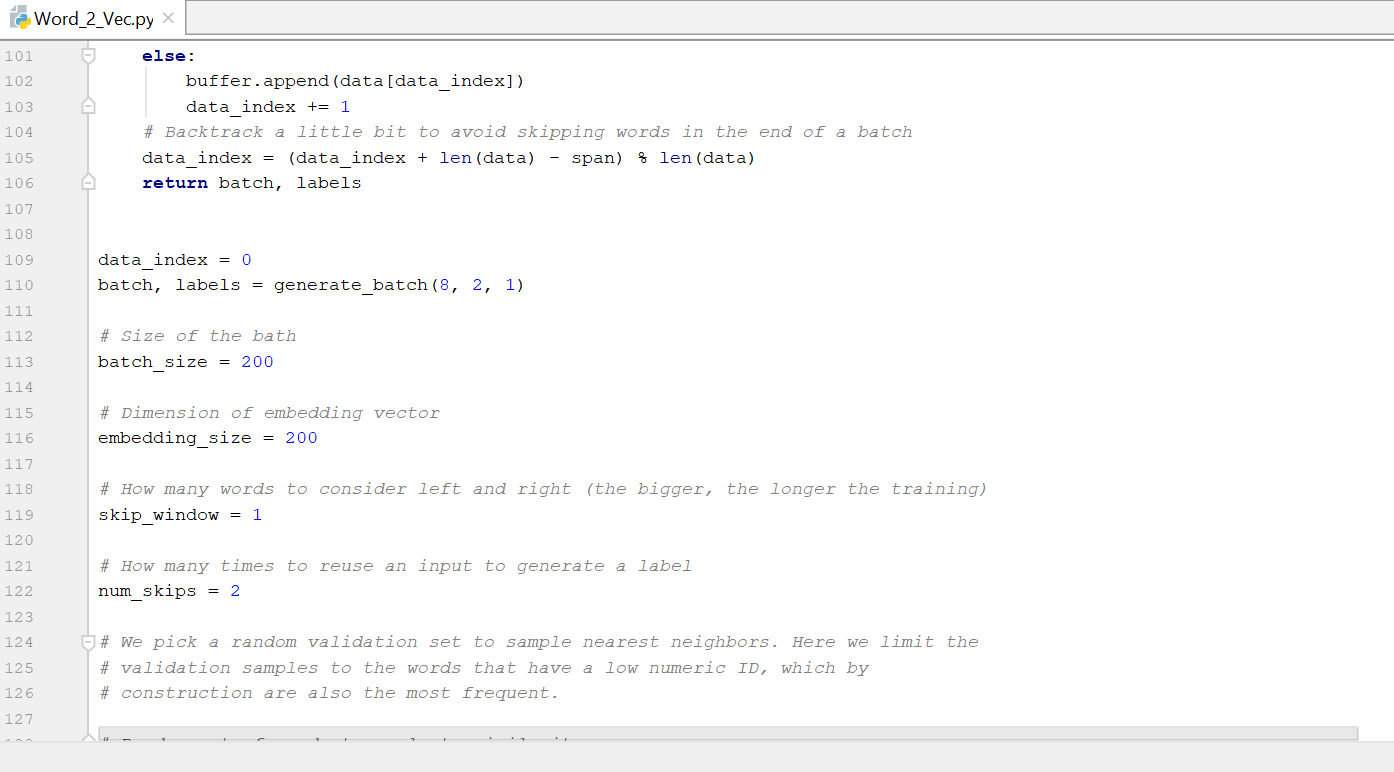 Word_2_Vec.py
101 else:
102 buffer.append(data[data_index])
103 data_index += 1
104 # Backtrack a little bit to avoid skipping words in the end of a batch
105 data_index = (data_index + len(data) - span) % len(data)
106 return batch, labels
107
108
109 data_index = 0
110 batch, labels = generate_batch(8, 2, 1)
111
112 # Size of the bath
113 batch_size = 200
114
115 # Dimension of embedding vector
116 embedding_size = 200
117
118 # How many words to consider left and right (the bigger, the longer the training)
119 skip_window = 1
120
121 # How many times to reuse an input to generate a label
122 num_skips = 2
123
124 # We pick a random validation set to sample nearest neighbors. Here we limit the
125 # validation samples to the words that have a low numeric ID, which by
126 # construction are also the most frequent.
127